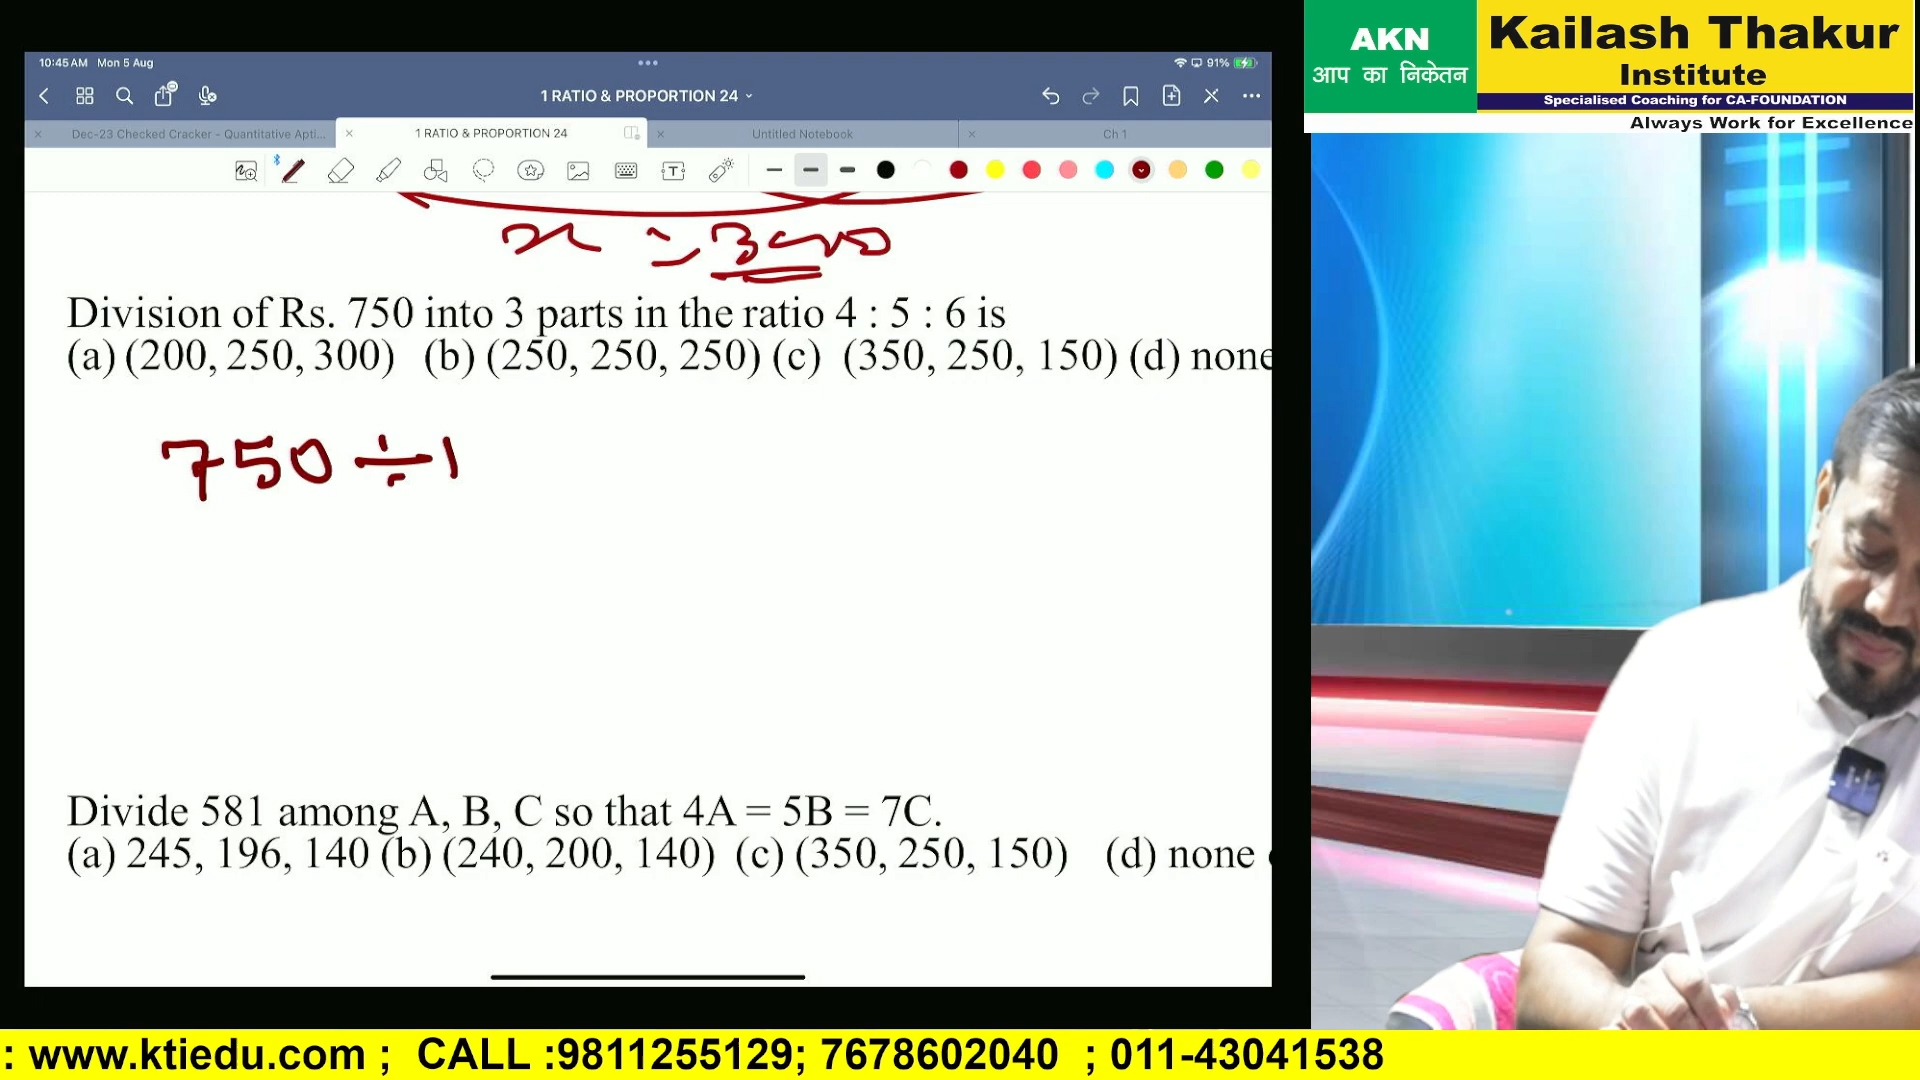 AKN
आप का निकेतन
Kailash Thakur
Institute
Specialised Coaching for CA-FOUNDATION
Always Work for Excellence
10:45 AM Mon 5 Aug
91%
1 RATIO & PROPORTION 24
Dec-23 Checked Cracker - Quantitative Apti...
1 RATIO & PROPORTION 24
Untitled Notebook
Ch 1
Division of Rs. 750 into 3 parts in the ratio 4 : 5 : 6 is
(a) (200, 250, 300) (b) (250, 250, 250) (c) (350, 250, 150) (d) none
750 ÷ 1
Divide 581 among A, B, C so that 4A = 5B = 7C.
(a) 245, 196, 140 (b) (240, 200, 140) (c) (350, 250, 150) (d) none
: www.ktiedu.com ; CALL :9811255129; 7678602040 ; 011-43041538